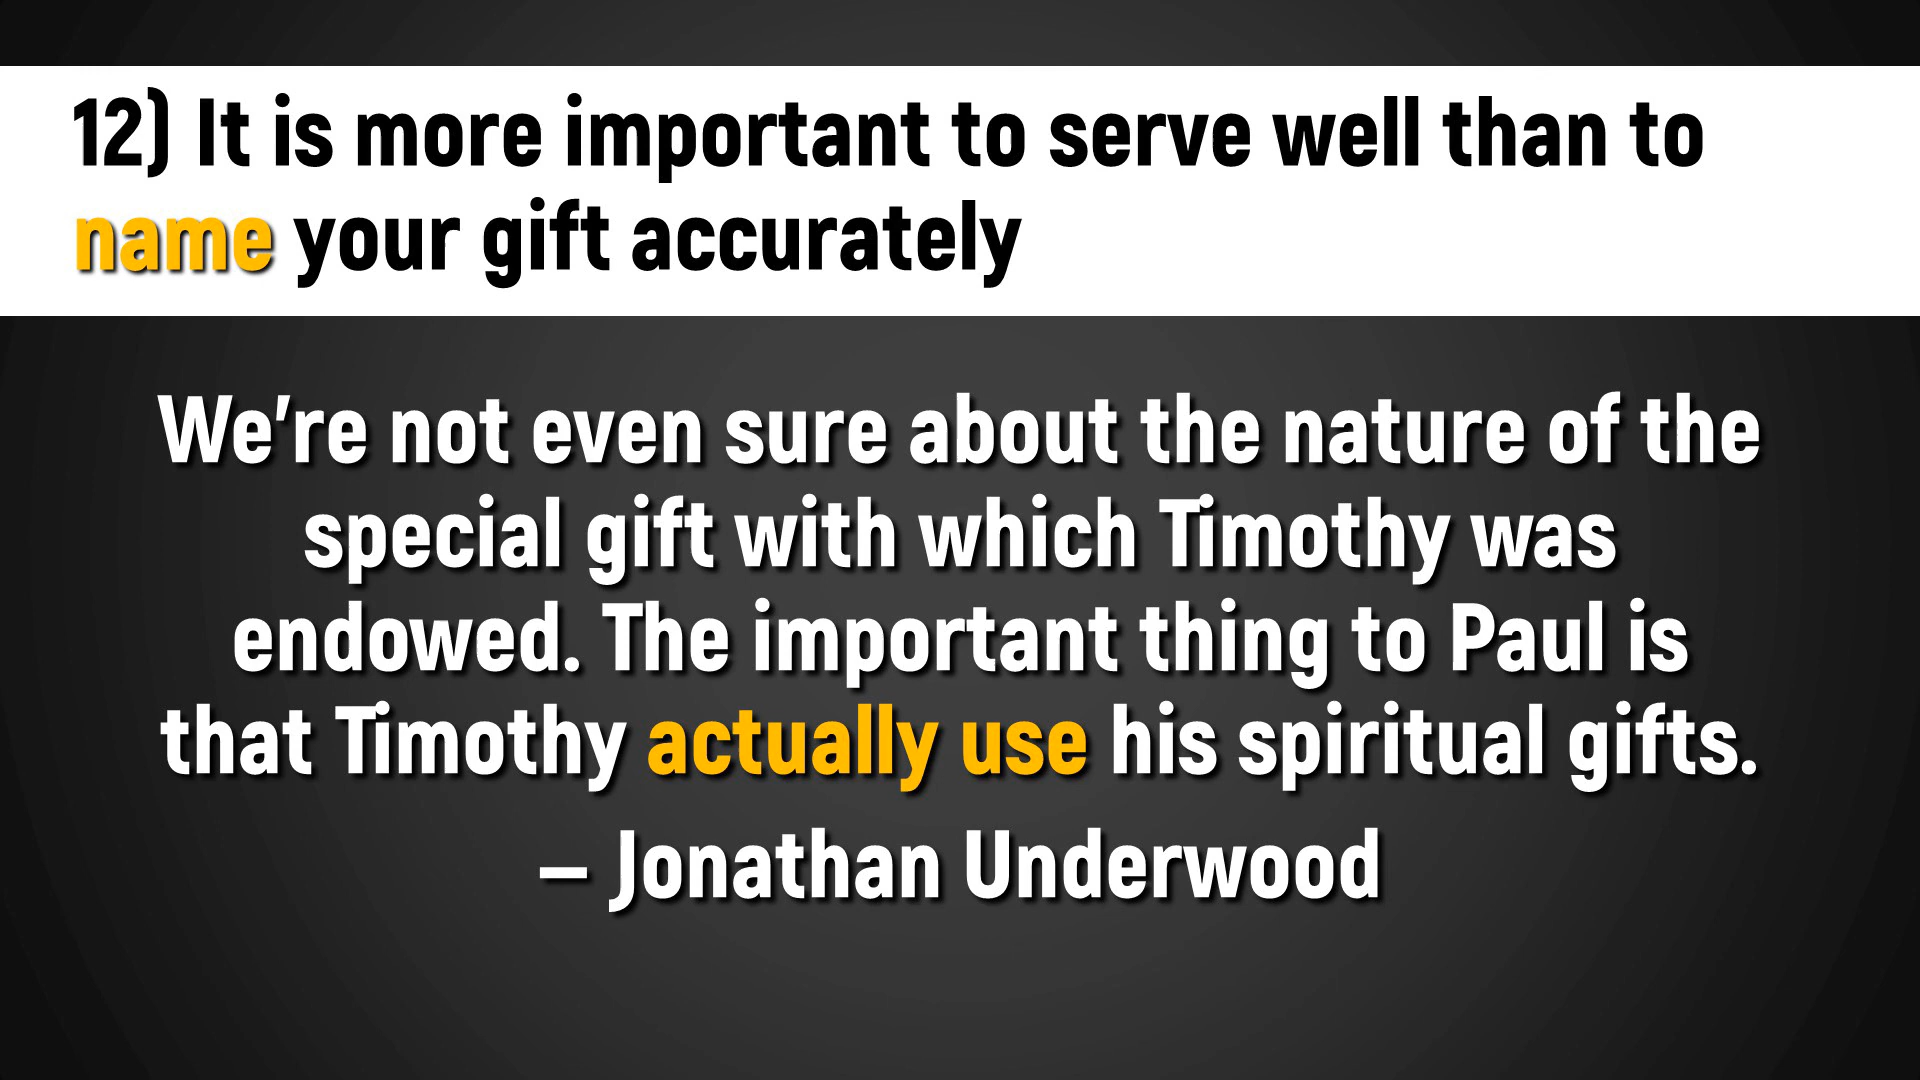 12) It is more important to serve well than to
name your gift accurately
We're not even sure about the nature of the
special gift with which Timothy was
endowed. The important thing to Paul is
that Timothy actually use his spiritual gifts.
– Jonathan Underwood